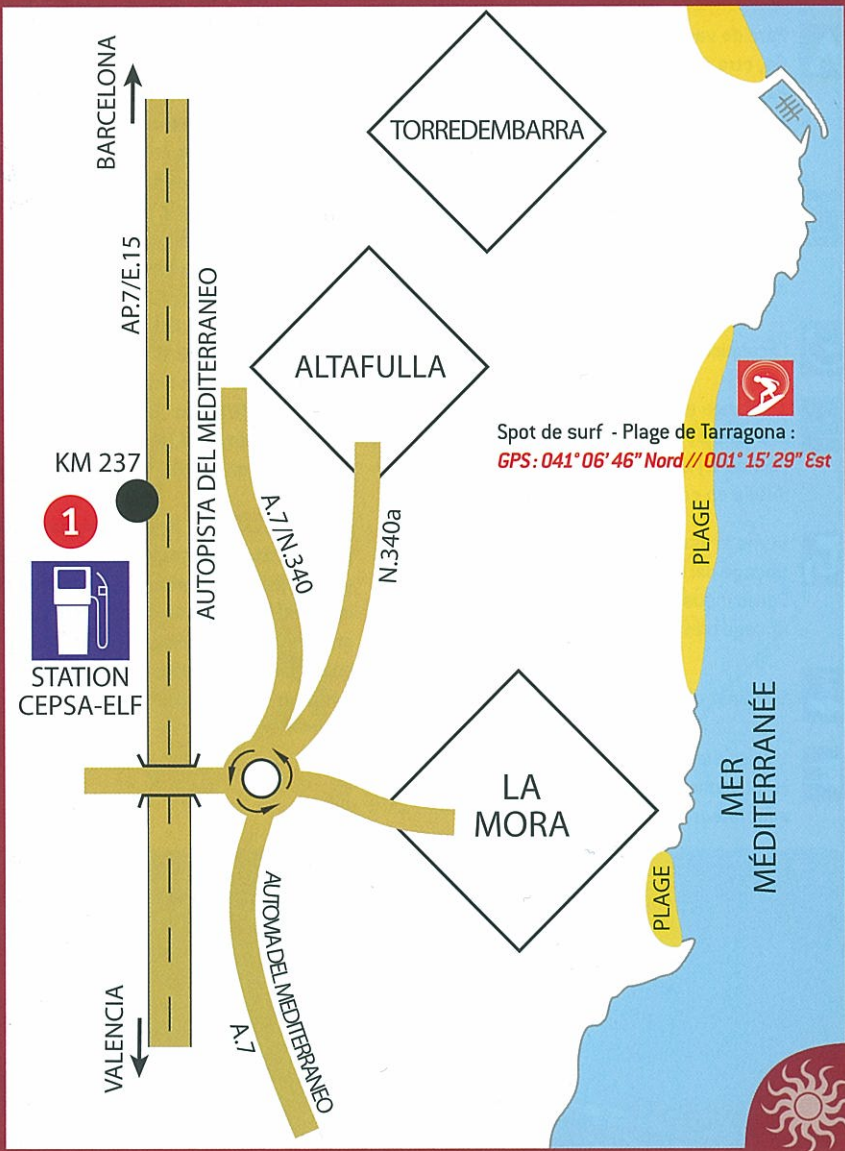 BARCELONA
AP.7/E.15
AUTOPISTA DEL MEDITERRANEO
TORREDEMBARRA
ALTAFULLA
Spot de surf - Plage de Tarragona :
GPS : 041° 06' 46" Nord // 001° 15' 29" Est
KM 237
1
STATION
CEPSA-ELF
A.7/N.340
N.340a
PLAGE
LA
MORA
MER
MÉDITERRANÉE
PLAGE
AUTOVIA DEL MEDITERRANEO
A.7
VALENCIA